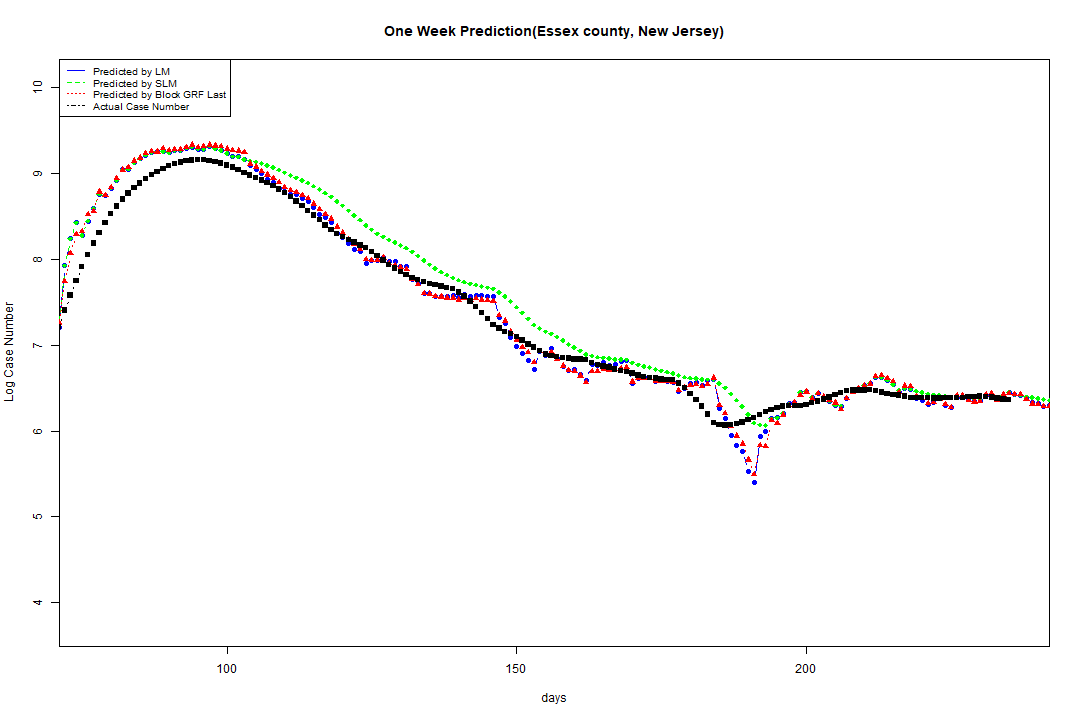 One Week Prediction(Essex county, New Jersey)
Predicted by LM
Predicted by SLM
Predicted by Block GRF Last
Actual Case Number
10
9
8
7
6
5
4
Log Case Number
100 150 200
days